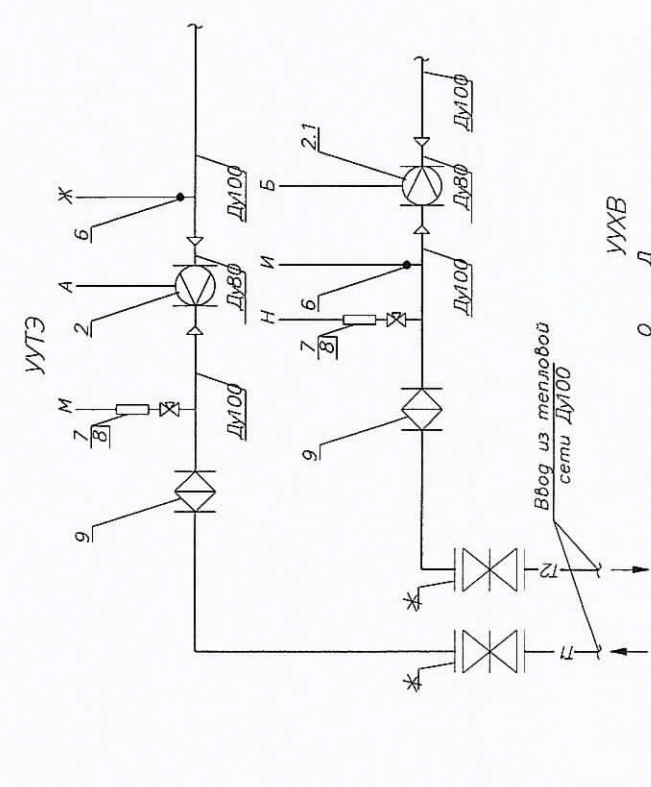 УУТЭ
Ж
6
А
2
Ду100
Ду80
М
7
8
Ду100
9
2.1
Б
Ду100
Ду80
И
6
Н
7
8
Ду100
9
УУХВ
О
Д
Ввод из тепловой
сети Ду100
Т2
Т1